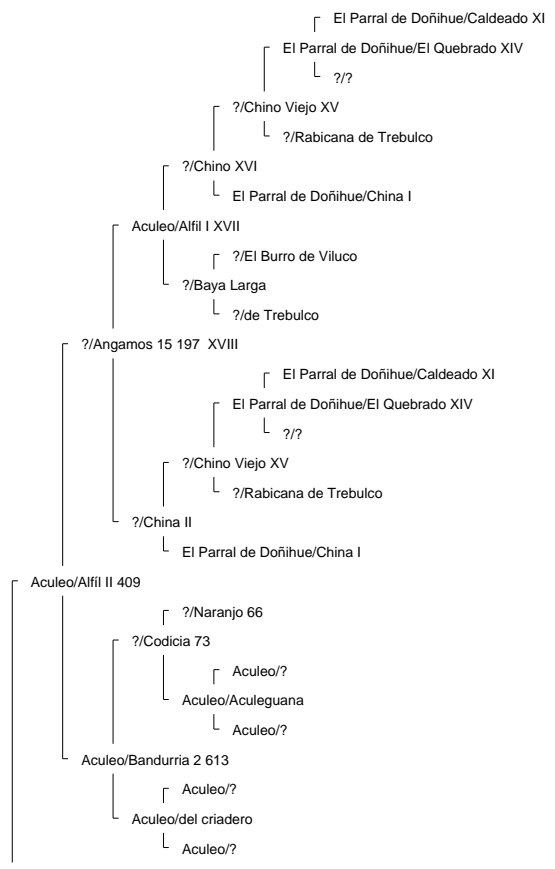 El Parral de Doñihue/Caldeado XI
El Parral de Doñihue/El Quebrado XIV
?/?
?/Chino Viejo XV
?/Rabicana de Trebulco
?/Chino XVI
El Parral de Doñihue/China I
Aculeo/Alfil I XVII
?/El Burro de Viluco
?/Baya Larga
?/de Trebulco
?/Angamos 15 197 XVIII
El Parral de Doñihue/Caldeado XI
El Parral de Doñihue/El Quebrado XIV
?/?
?/Chino Viejo XV
?/Rabicana de Trebulco
?/China II
El Parral de Doñihue/China I
Aculeo/Alfíl II 409
?/Naranjo 66
?/Codicia 73
Aculeo/?
Aculeo/Aculeguana
Aculeo/?
Aculeo/Bandurria 2 613
Aculeo/?
Aculeo/del criadero
Aculeo/?